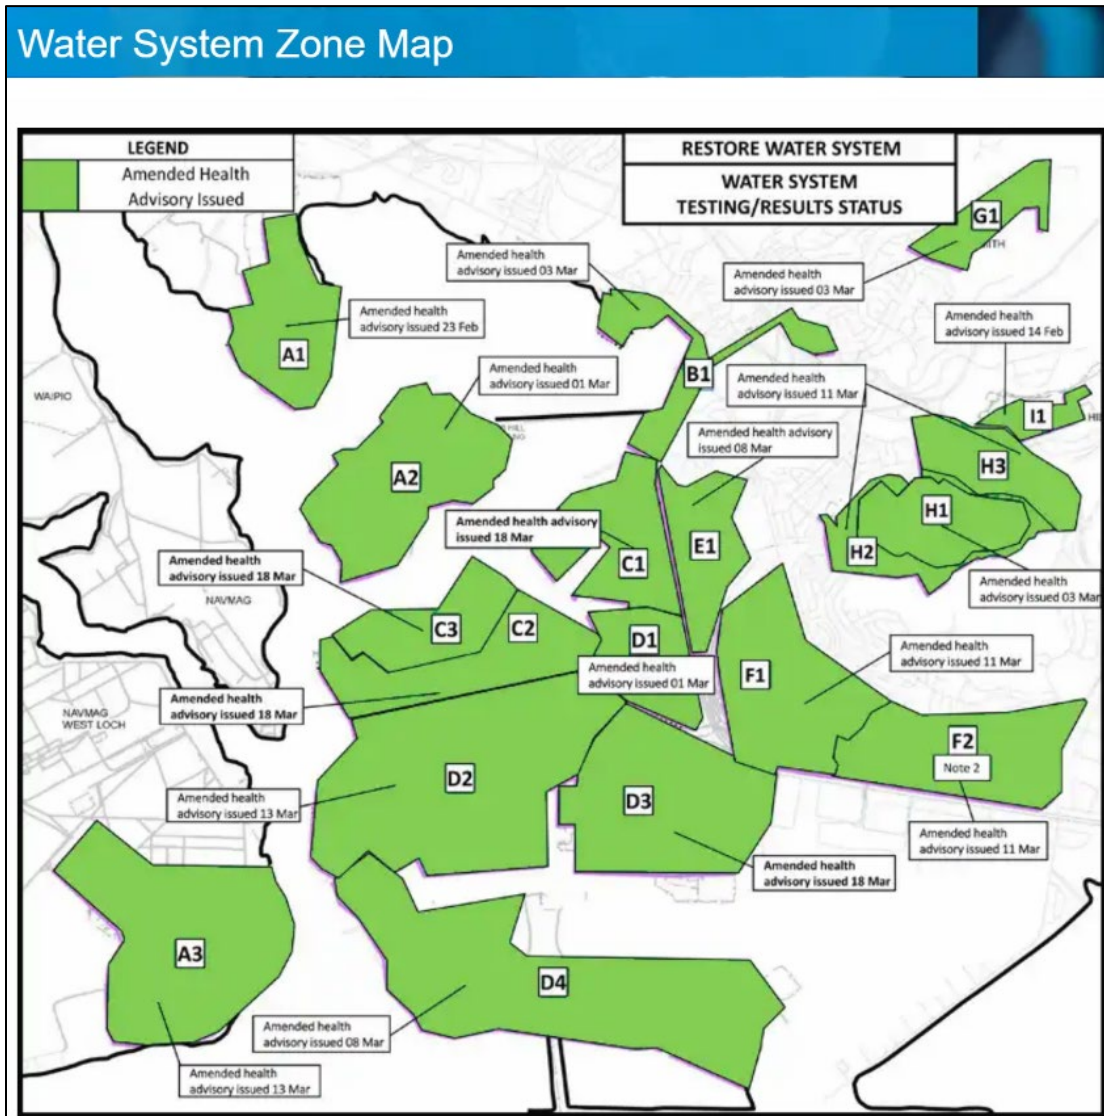 Water System Zone Map
LEGEND
Amended Health
Advisory Issued
RESTORE WATER SYSTEM
WATER SYSTEM
TESTING/RESULTS STATUS
G1
Amended health
advisory issued 03 Mar
Amended health
advisory issued 03 Mar
Amended health
advisory issued 23 Feb
A1
Amended health
advisory issued 14 Feb
Amended health
advisory issued 01 Mar
B1
Amended health
advisory issued 11 Mar
WAIPIO
I1
Amended health advisory
issued 08 Mar
A2
H3
H1
Amended health advisory
issued 18 Mar
E1
H2
C1
Amended health
advisory issued 18 Mar
Amended health
advisory issued 03 Mar
NAVMAG
C3
C2
D1
Amended health
advisory issued 11 Mar
Amended health
advisory issued 01 Mar
F1
Amended health
advisory issued 18 Mar
NAVMAG
WEST LOCH
F2
Note 2
D2
D3
Amended health
advisory issued 13 Mar
Amended health
advisory issued 11 Mar
Amended health
advisory issued 18 Mar
A3
D4
Amended health
advisory issued 08 Mar
Amended health
advisory issued 13 Mar